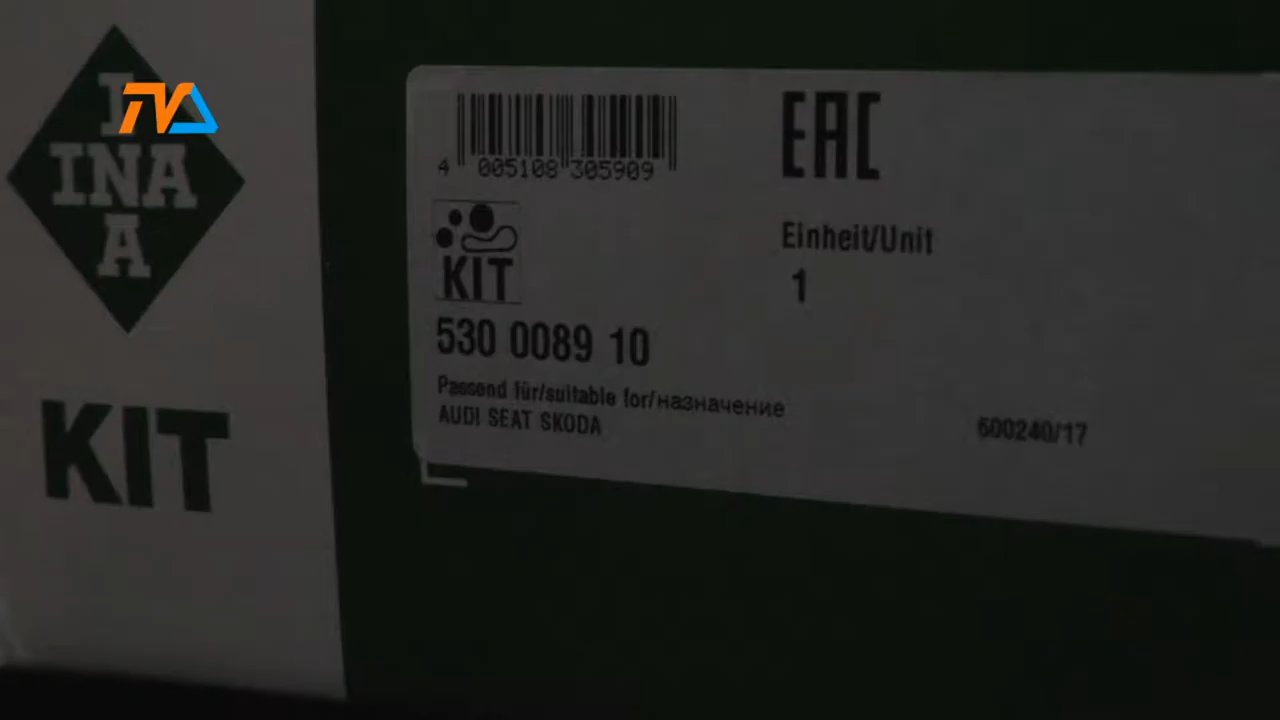 I
TVA
INA
A
KIT
4 005108 305909
EAC
KIT
Einheit/Unit
1
530 0089 10
Passend für/suitable for/назначение
AUDI SEAT SKODA
600240/17